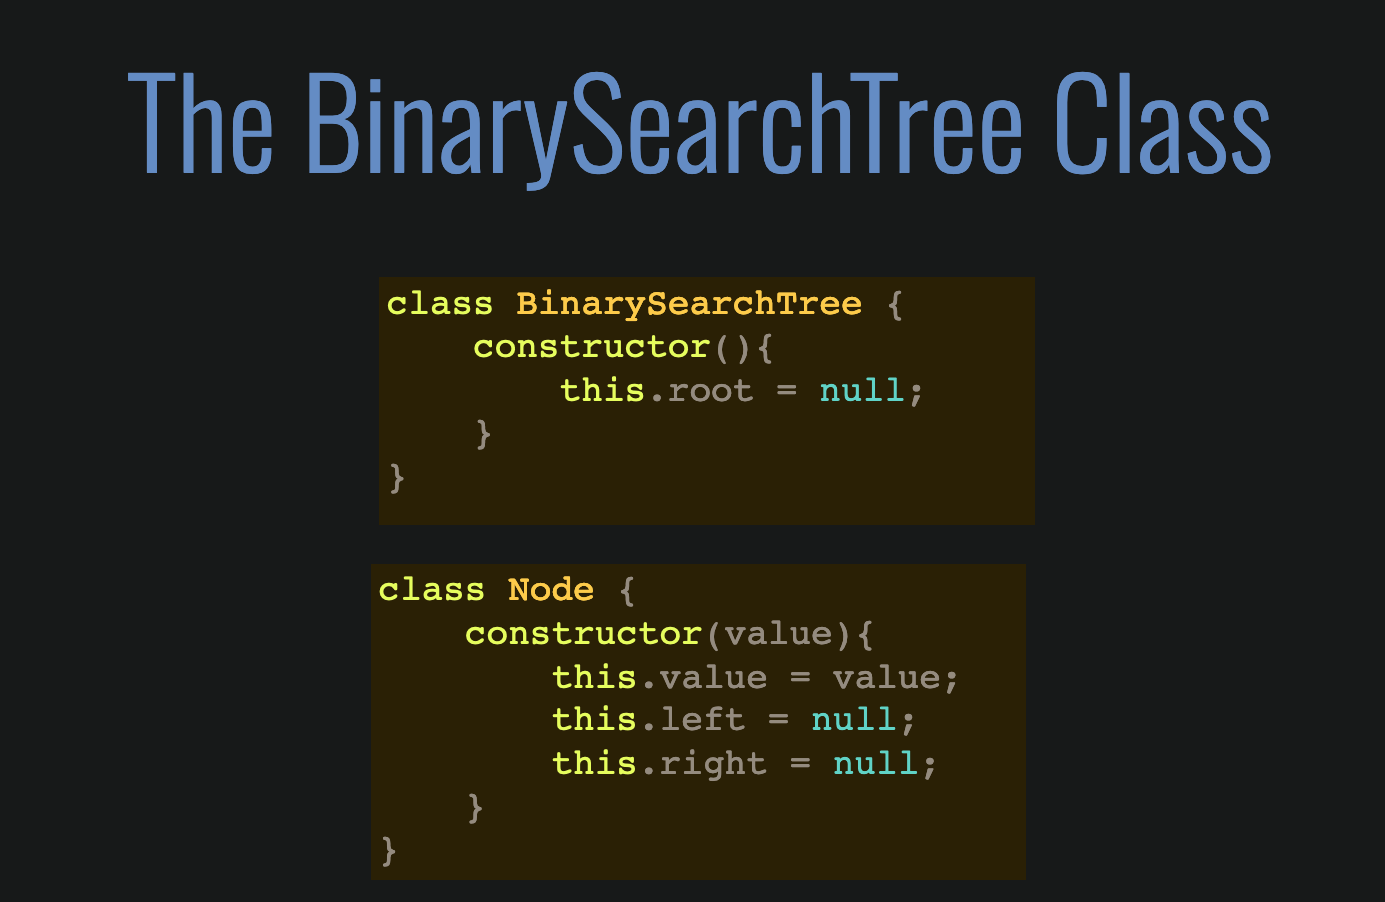 The BinarySearchTree Class
class BinarySearchTree {
    constructor(){
        this.root = null;
    }
}
class Node {
    constructor(value){
        this.value = value;
        this.left = null;
        this.right = null;
    }
}